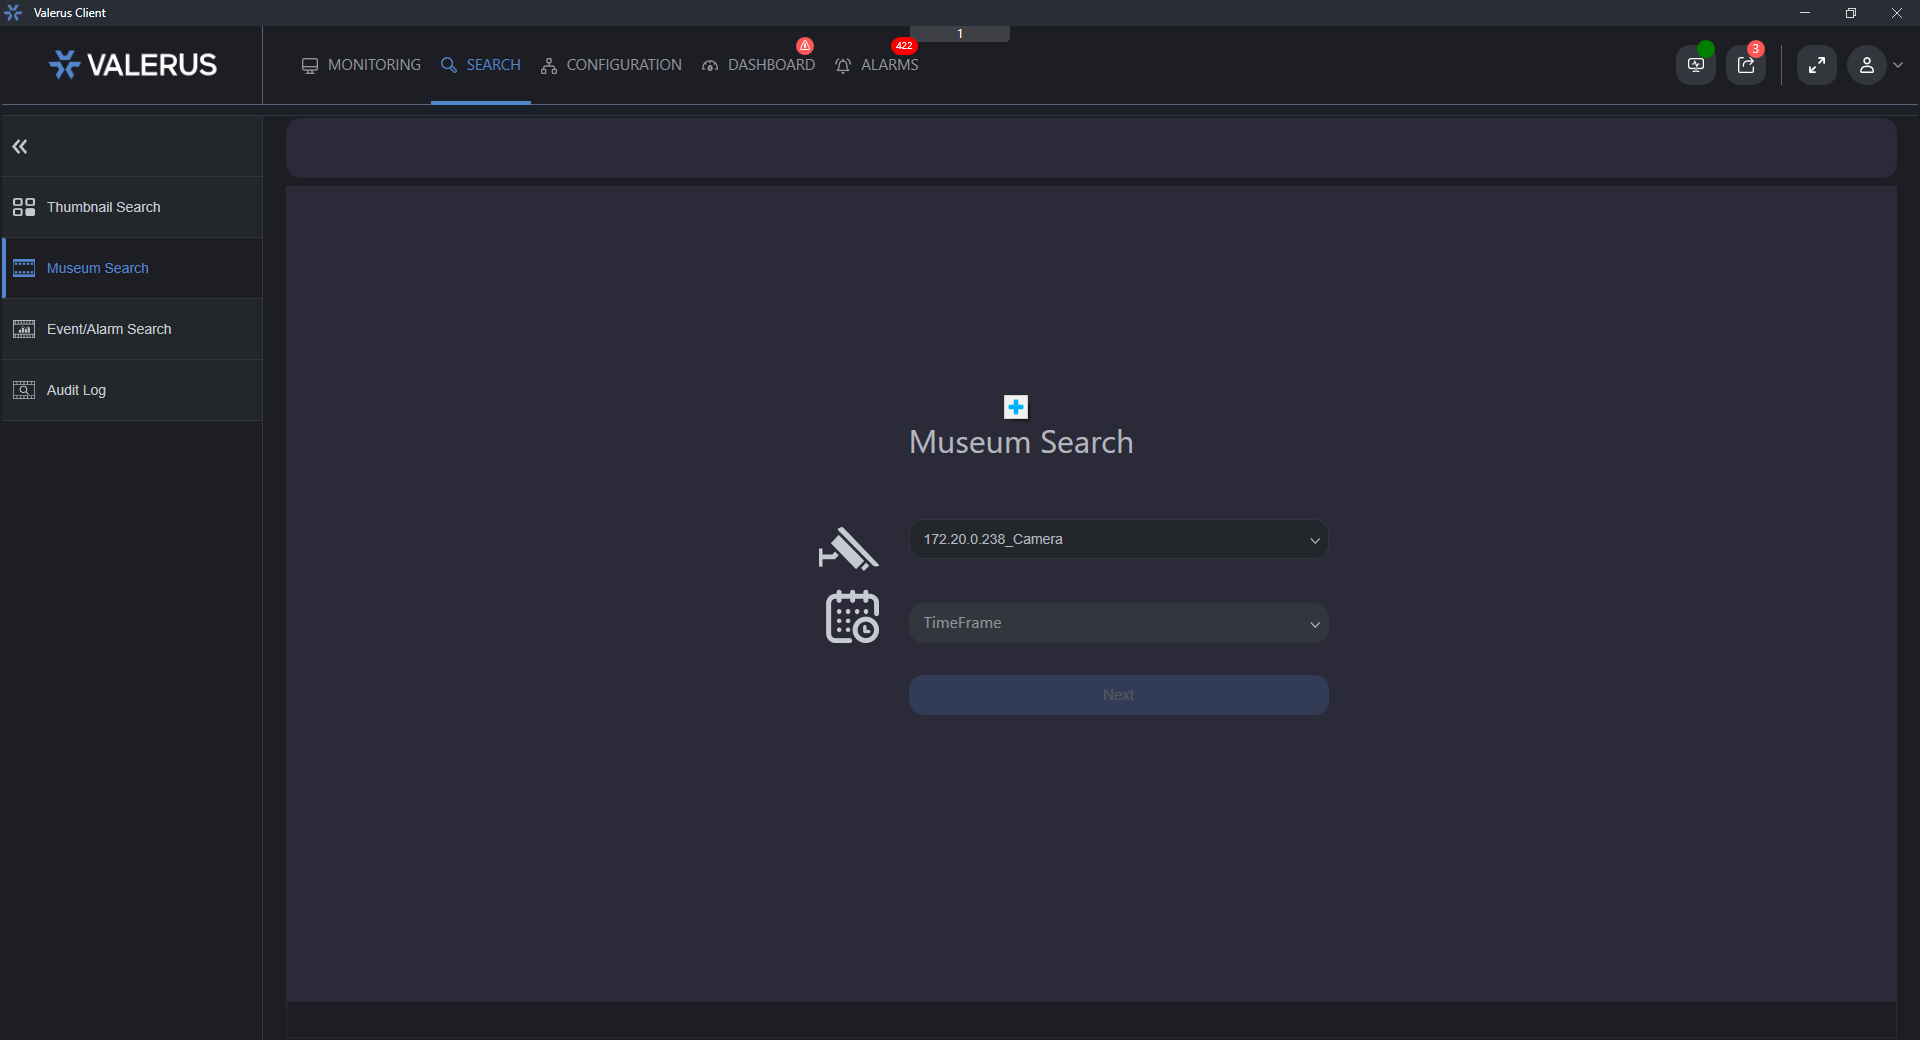 Valerus Client
1
VALERUS
MONITORING
SEARCH
CONFIGURATION
DASHBOARD
422
ALARMS
3
Thumbnail Search
Museum Search
Event/Alarm Search
Audit Log
Museum Search
172.20.0.238_Camera
TimeFrame
Next